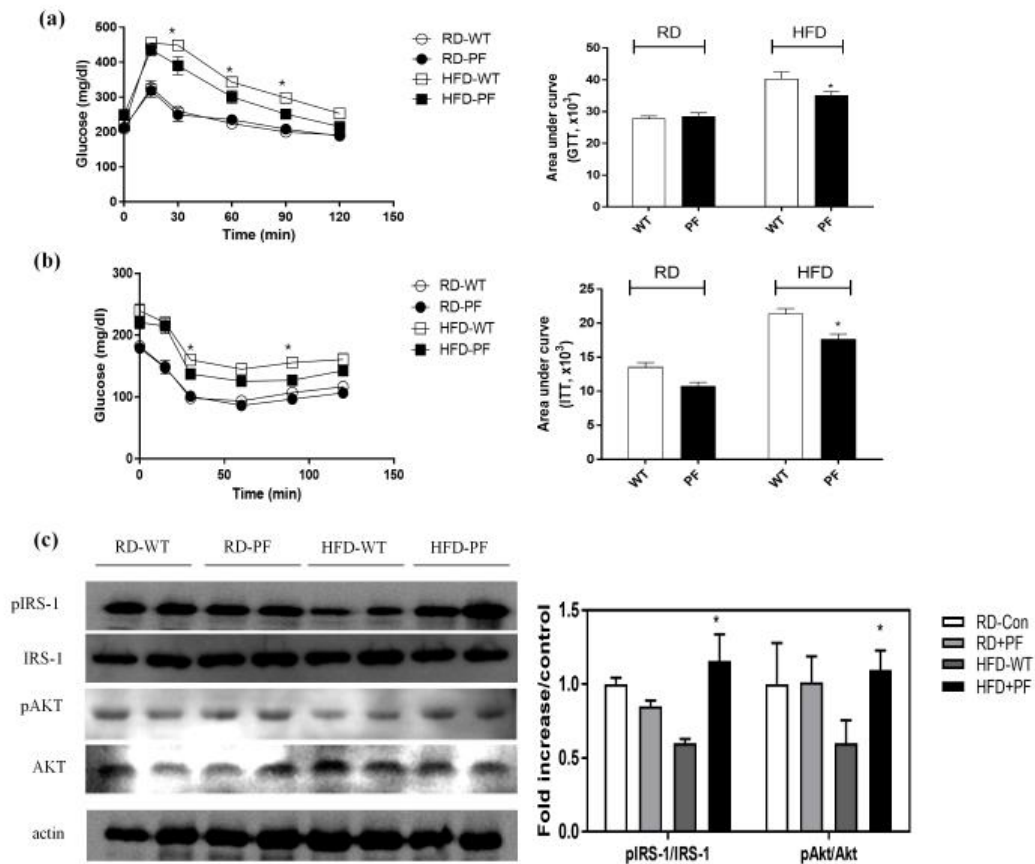 (a)
Glucose (mg/dl)
500
400
300
200
100
0
0 30 60 90 120 150
Time (min)
* * *
RD-WT
RD-PF
HFD-WT
HFD-PF
RD HFD
Area under curve
(GTT, x10³)
50
40
30
20
10
0
*
WT PF WT PF
(b)
Glucose (mg/dl)
300
200
100
0
0 50 100 150
Time (min)
* *
RD-WT
RD-PF
HFD-WT
HFD-PF
RD HFD
Area under curve
(ITT, x10³)
25
20
15
10
5
0
*
WT PF WT PF
(c)
RD-WT RD-PF HFD-WT HFD-PF
pIRS-1
IRS-1
pAKT
AKT
actin
Fold increase/control
1.5
1.0
0.5
0.0
* *
pIRS-1/IRS-1 pAkt/Akt
RD-Con
RD+PF
HFD-WT
HFD+PF